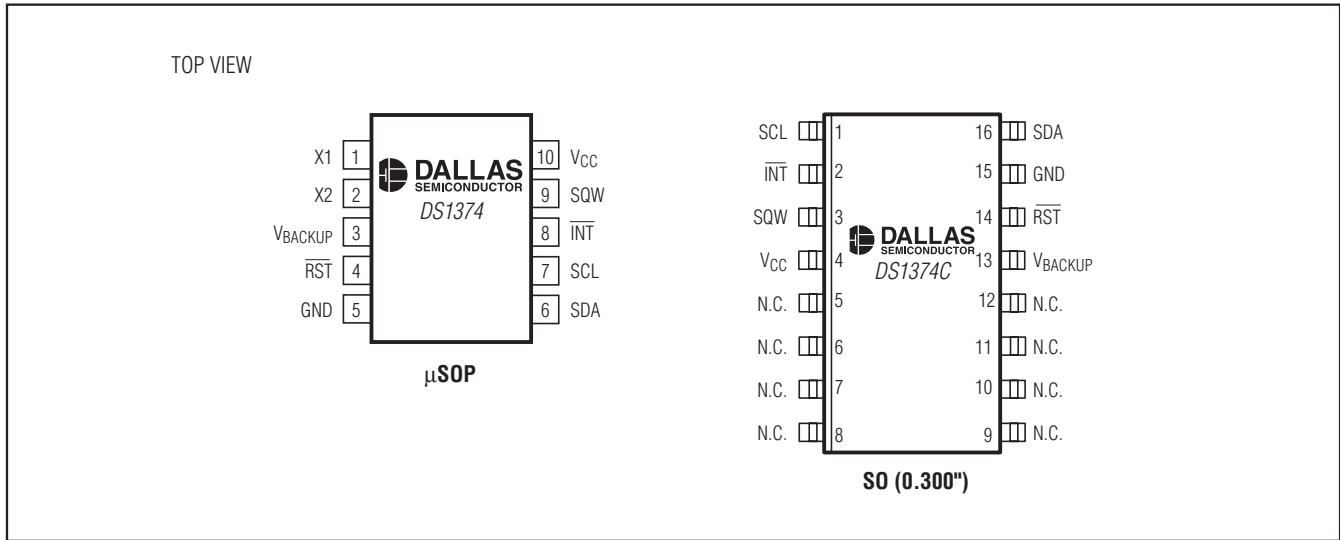 TOP VIEW
X1 1
X2 2
VBACKUP 3
RST 4
GND 5
10 VCC
9 SQW
8 INT
7 SCL
6 SDA
DALLAS
SEMICONDUCTOR
DS1374
μSOP
SCL 1
INT 2
SQW 3
VCC 4
N.C. 5
N.C. 6
N.C. 7
N.C. 8
16 SDA
15 GND
14 RST
13 VBACKUP
12 N.C.
11 N.C.
10 N.C.
9 N.C.
DALLAS
SEMICONDUCTOR
DS1374C
SO (0.300")